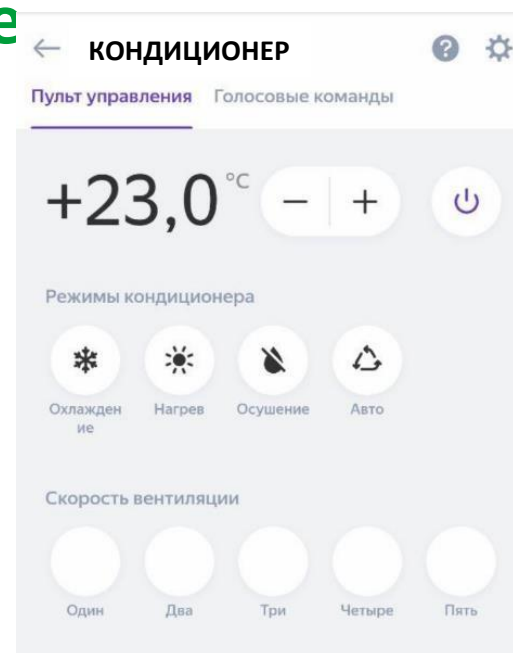 е
← КОНДИЦИОНЕР ?
Пульт управления Голосовые команды
+23,0 °C − +
Режимы кондиционера
Охлажден
ие
Нагрев Осушение Авто
Скорость вентиляции
Один Два Три Четыре Пять